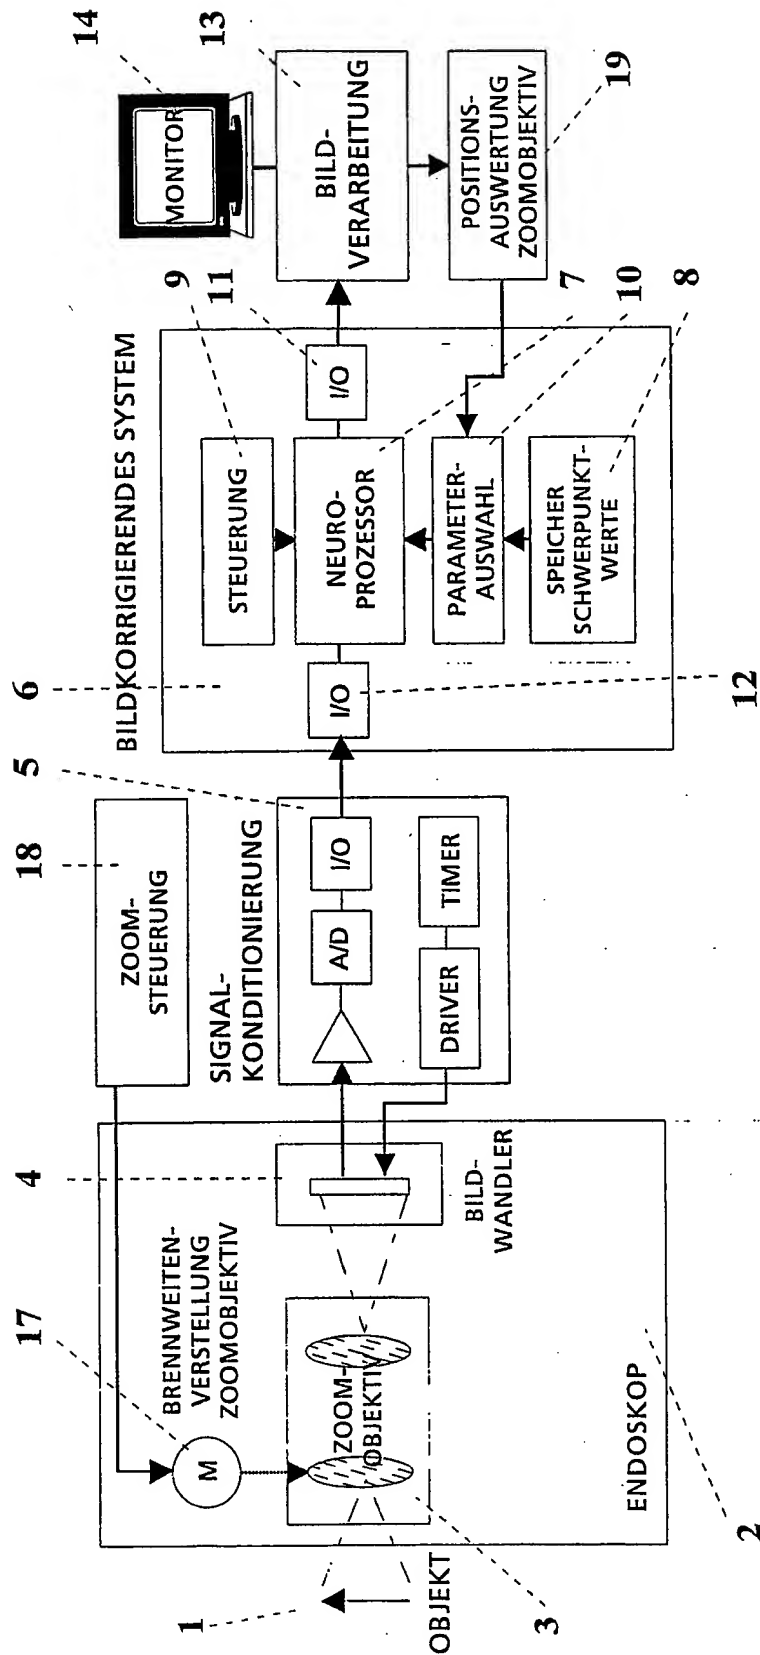 1
OBJEKT
3
2
ENDOSKOP
17
BRENNWEITEN-
VERSTELLUNG
ZOOMOBJEKTIV
M
ZOOM-
OBJEKTIV
4
BILD-
WANDLER
18
ZOOM-
STEUERUNG
5
SIGNAL-
KONDITIONIERUNG
A/D
I/O
DRIVER
TIMER
6
BILDKORRIGIERENDES SYSTEM
I/O
12
9
STEUERUNG
NEURO-
PROZESSOR
PARAMETER-
AUSWAHL
SPEICHER
SCHWERPUNKT-
WERTE
11
I/O
7
10
8
14
MONITOR
13
BILD-
VERARBEITUNG
POSITIONS-
AUSWERTUNG
ZOOMOBJEKTIV
19